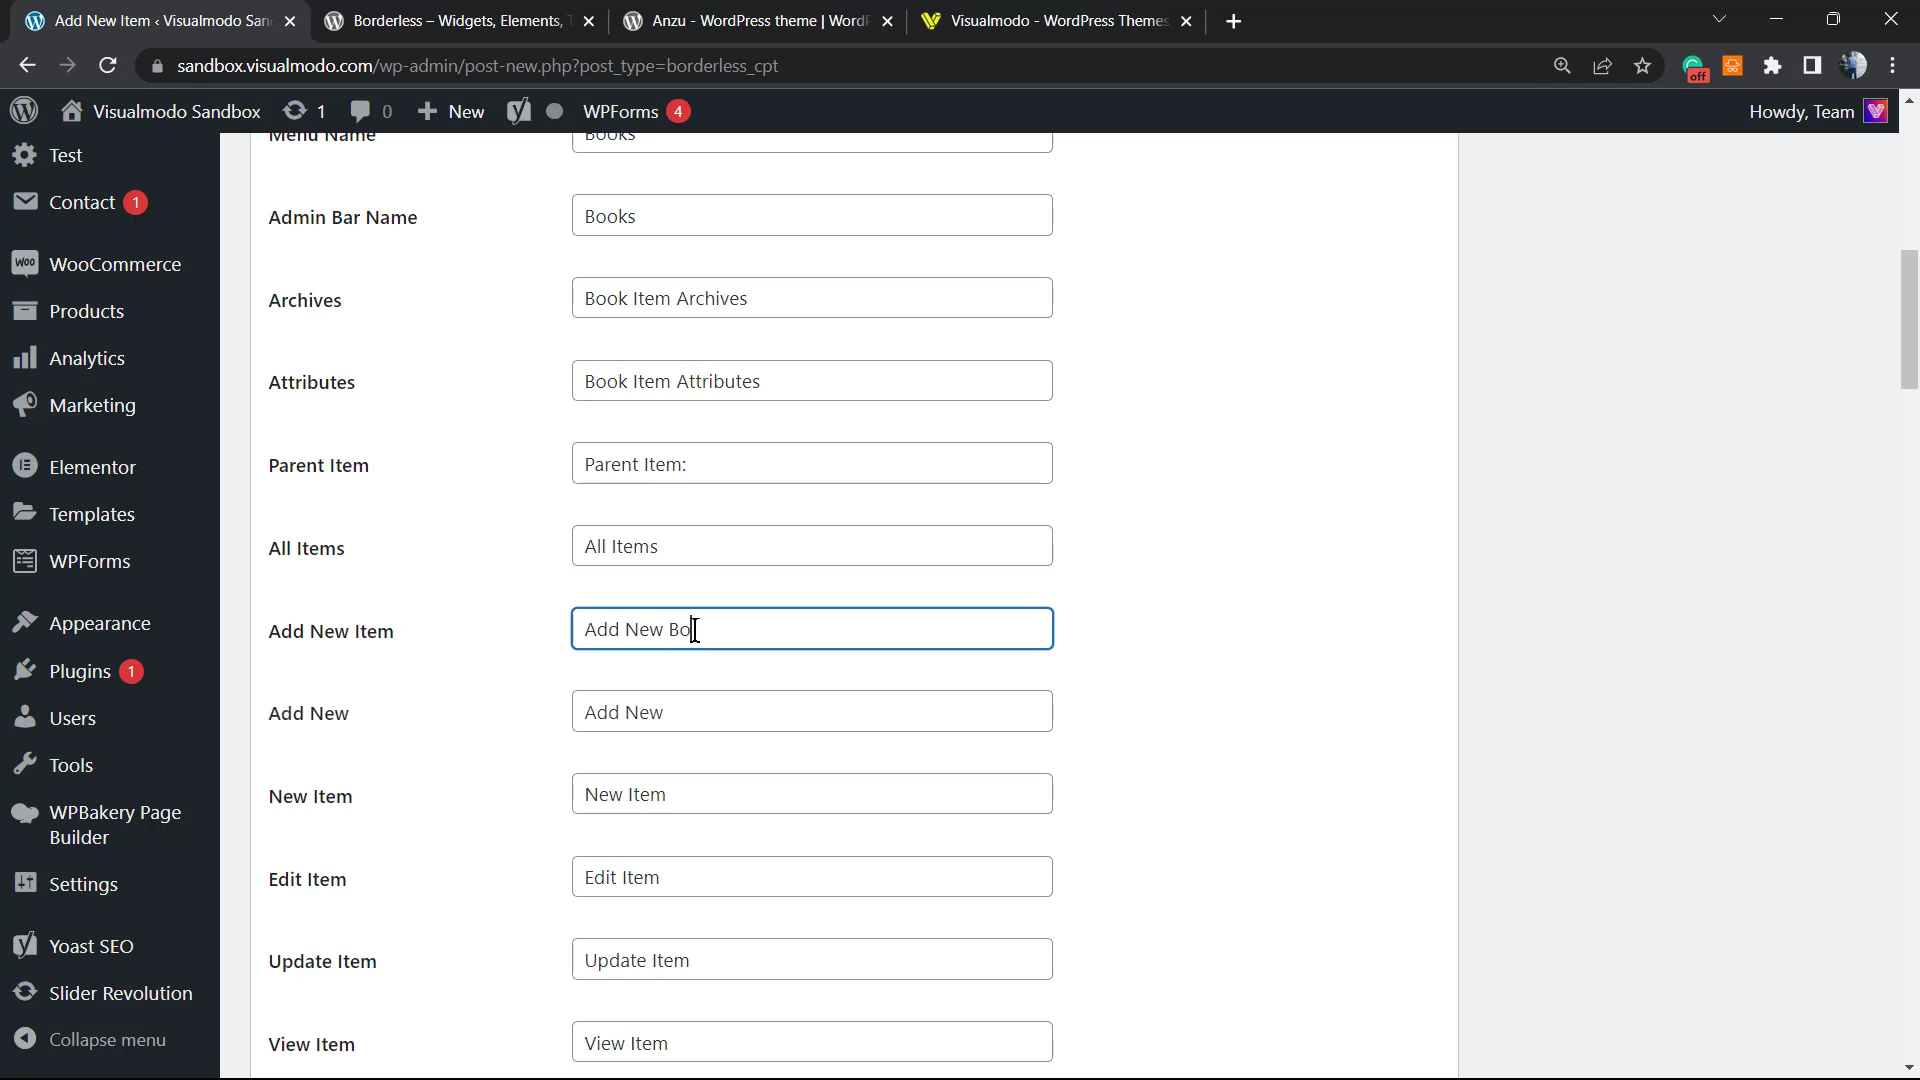 Add New Item ‹ Visualmodo San
Borderless – Widgets, Elements, T
Anzu - WordPress theme | WordP
Visualmodo - WordPress Themes
sandbox.visualmodo.com/wp-admin/post-new.php?post_type=borderless_cpt
off
Visualmodo Sandbox
1
0
New
WPForms
4
Howdy, Team
Test
Contact 1
WooCommerce
Products
Analytics
Marketing
Elementor
Templates
WPForms
Appearance
Plugins 1
Users
Tools
WPBakery Page
Builder
Settings
Yoast SEO
Slider Revolution
Collapse menu
Menu Name Books
Admin Bar Name Books
Archives Book Item Archives
Attributes Book Item Attributes
Parent Item Parent Item:
All Items All Items
Add New Item Add New Bo
Add New Add New
New Item New Item
Edit Item Edit Item
Update Item Update Item
View Item View Item